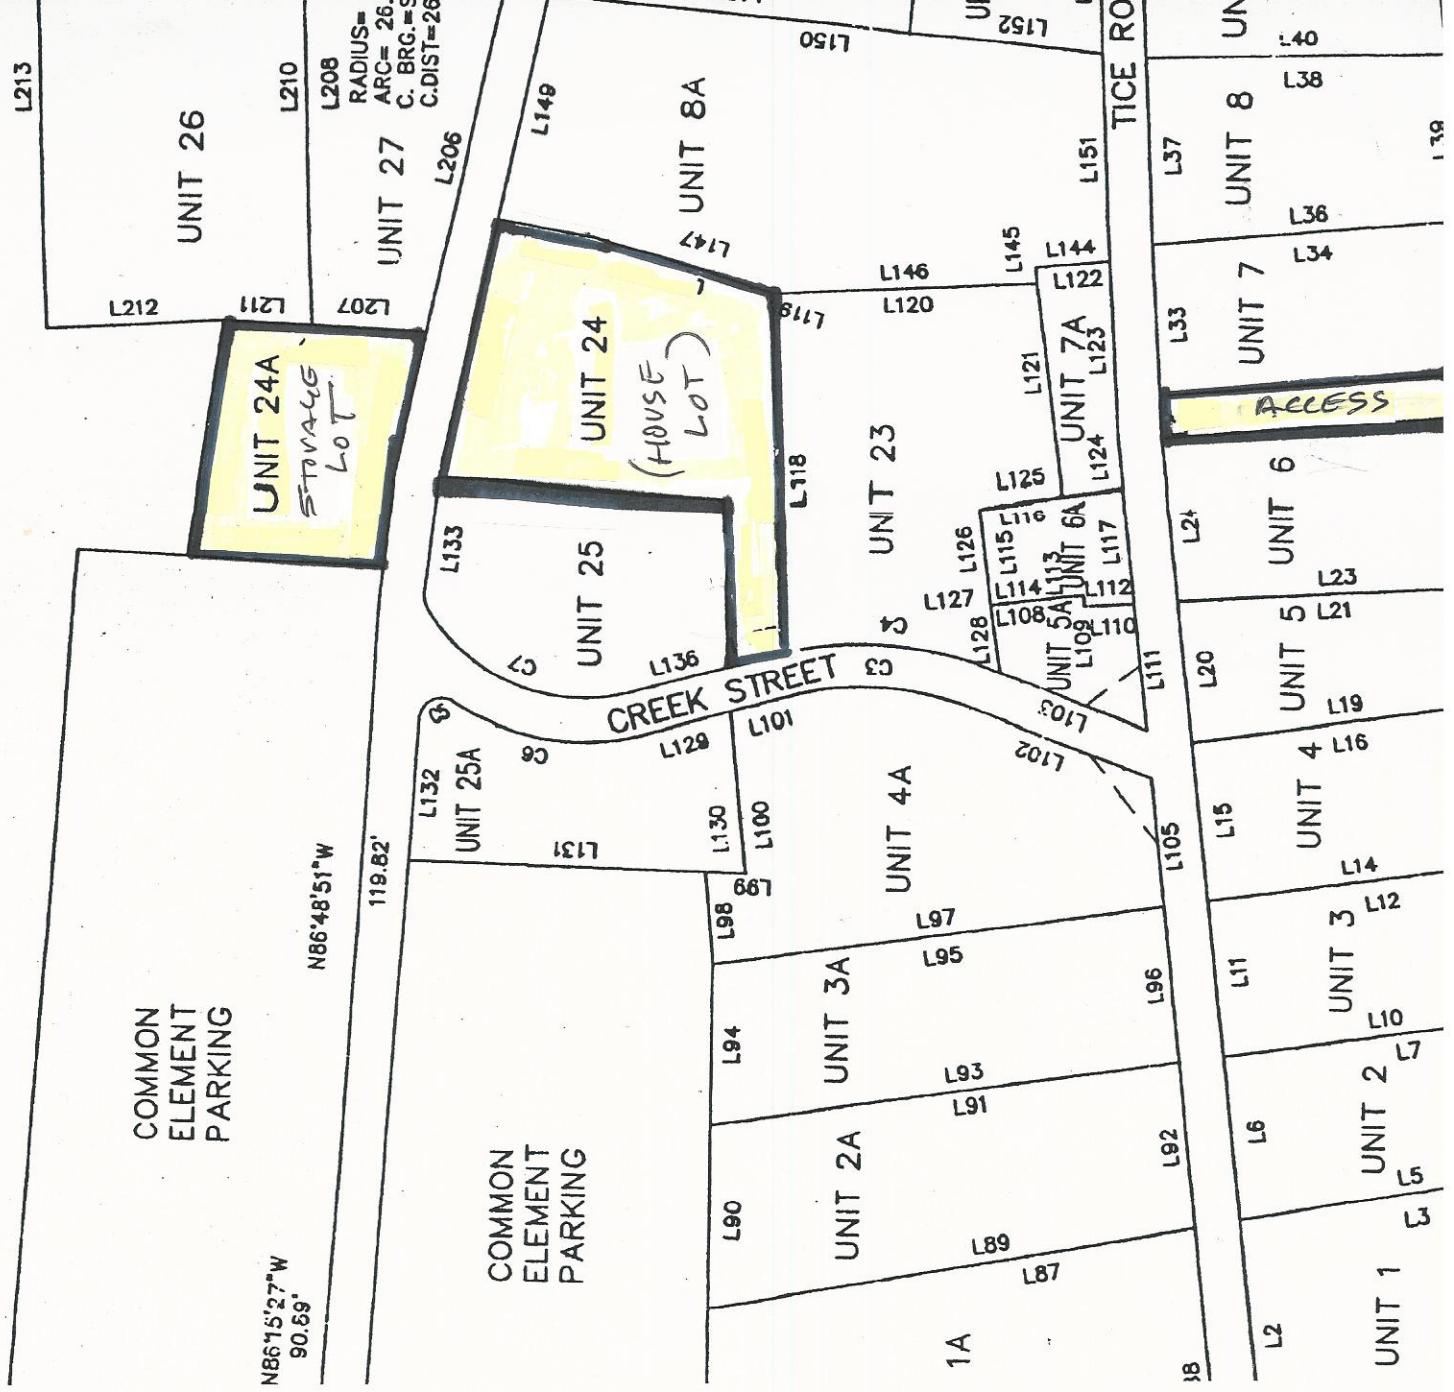 L213
L210
L208
RADIUS=
ARC= 26.
C. BRG.=S
C.DIST=26
UNIT 26
UNIT 27
L206
L149
UNIT 8A
L150
L152
TICE RO
L40
L38
UNIT 8
L37
L39
L36
L151
L147
L145
L144
L146
L122
L120
L119
L34
UNIT 7
L33
L212
L211
L207
UNIT 24A
STORAGE
LOT
UNIT 24
(HOUSE
LOT)
L118
UNIT 23
L121
UNIT 7A
L123
L124
L125
ACCESS
L133
UNIT 25
C7
L136
L126
L116
L115
UNIT 6A
L117
L113
L114
L112
L127
L108
L128
UNIT 5A
L109
L110
C4
C3
UNIT 6
L24
L23
L21
UNIT 5
L20
L19
L111
L103
L102
CREEK STREET
L101
L129
C6
L132
UNIT 25A
L131
L130
L100
L99
L98
UNIT 4A
L97
L95
L105
L15
UNIT 4
L16
L14
L12
UNIT 3
L11
L10
L7
N86°48'51"W
119.82'
COMMON
ELEMENT
PARKING
UNIT 3A
L94
L96
L93
L91
UNIT 2A
L90
L92
L6
UNIT 2
L5
L3
COMMON
ELEMENT
PARKING
L89
L87
N86°15'27"W
90.69'
1A
L2
UNIT 1